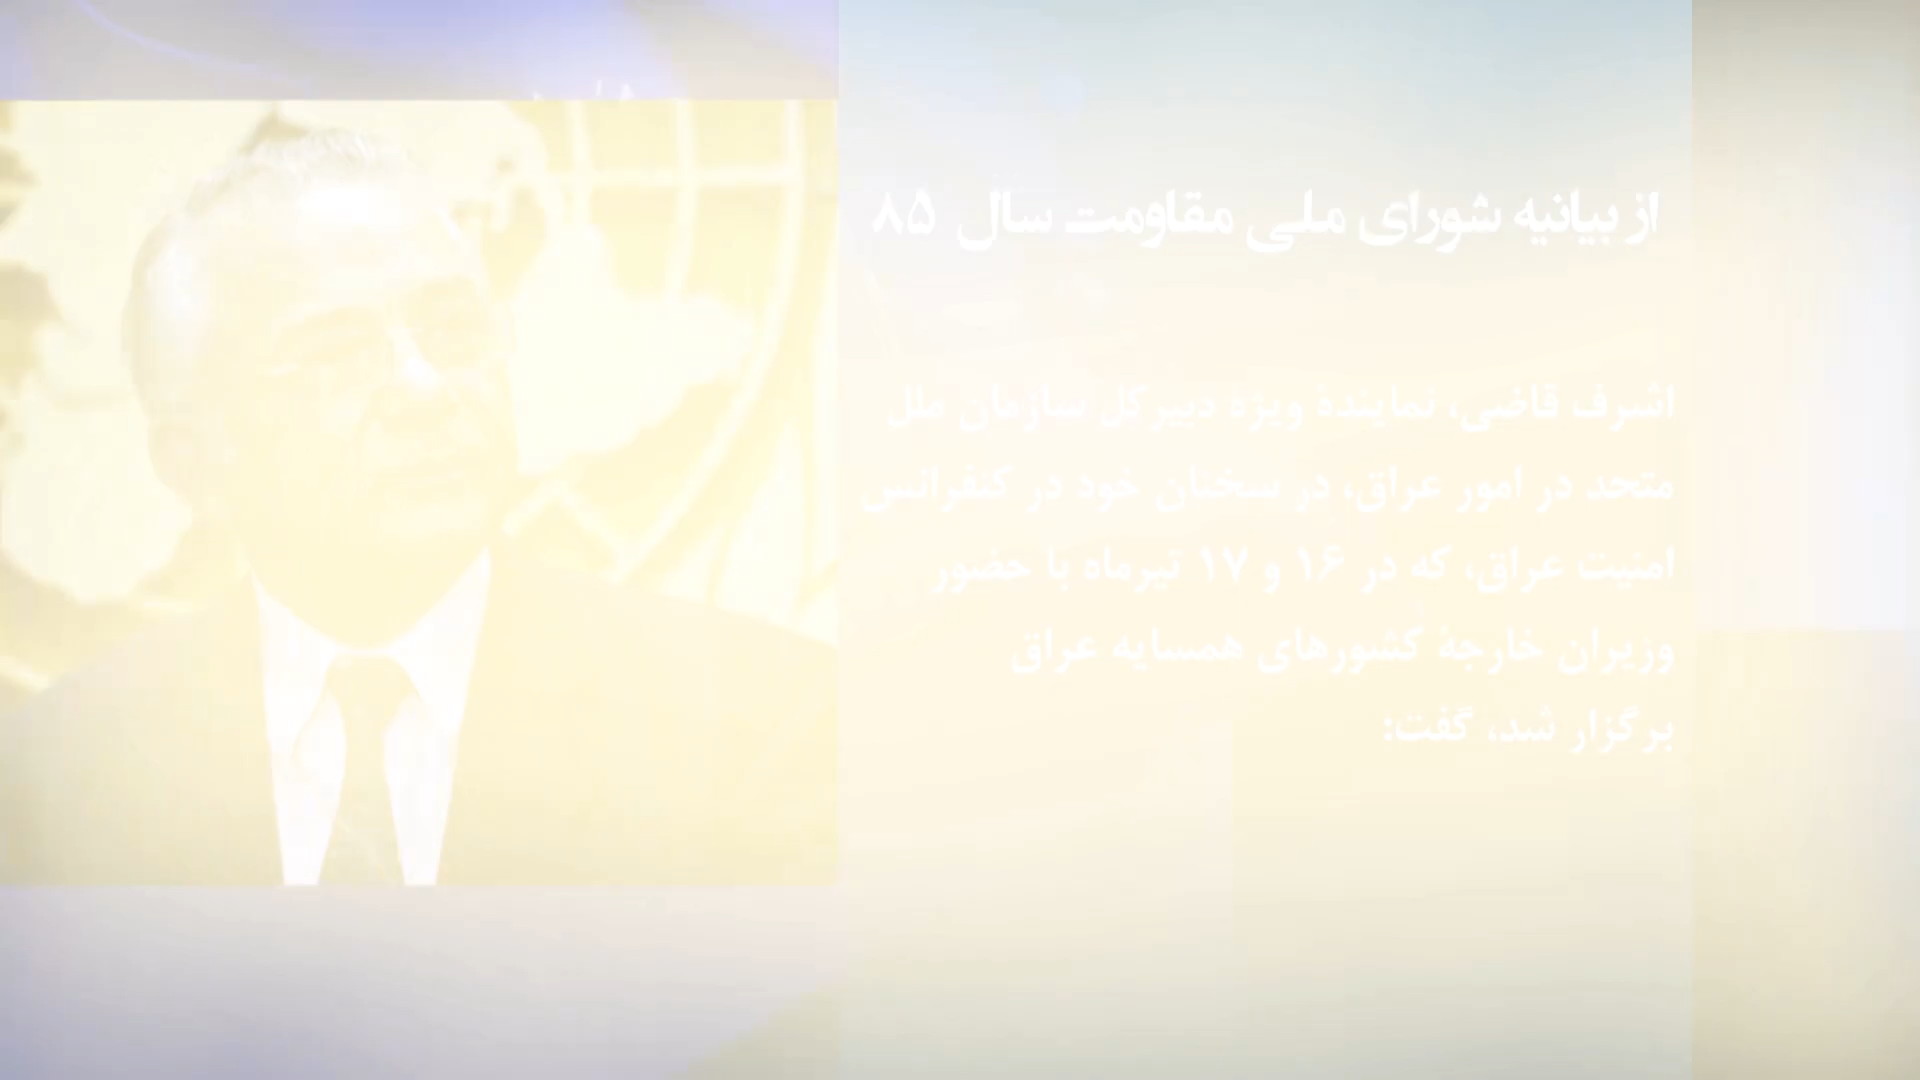 از بیانیه شورای ملی مقاومت سال ۸۵
اشرف قاضی، نماینده ویژه دبیرکل سازمان ملل
متحد در امور عراق، در سخنان خود در کنفرانس
امنیت عراق، که در ۱۶ و ۱۷ تیرماه با حضور
وزیران خارجهٔ کشورهای همسایه عراق
برگزار شد، گفت: